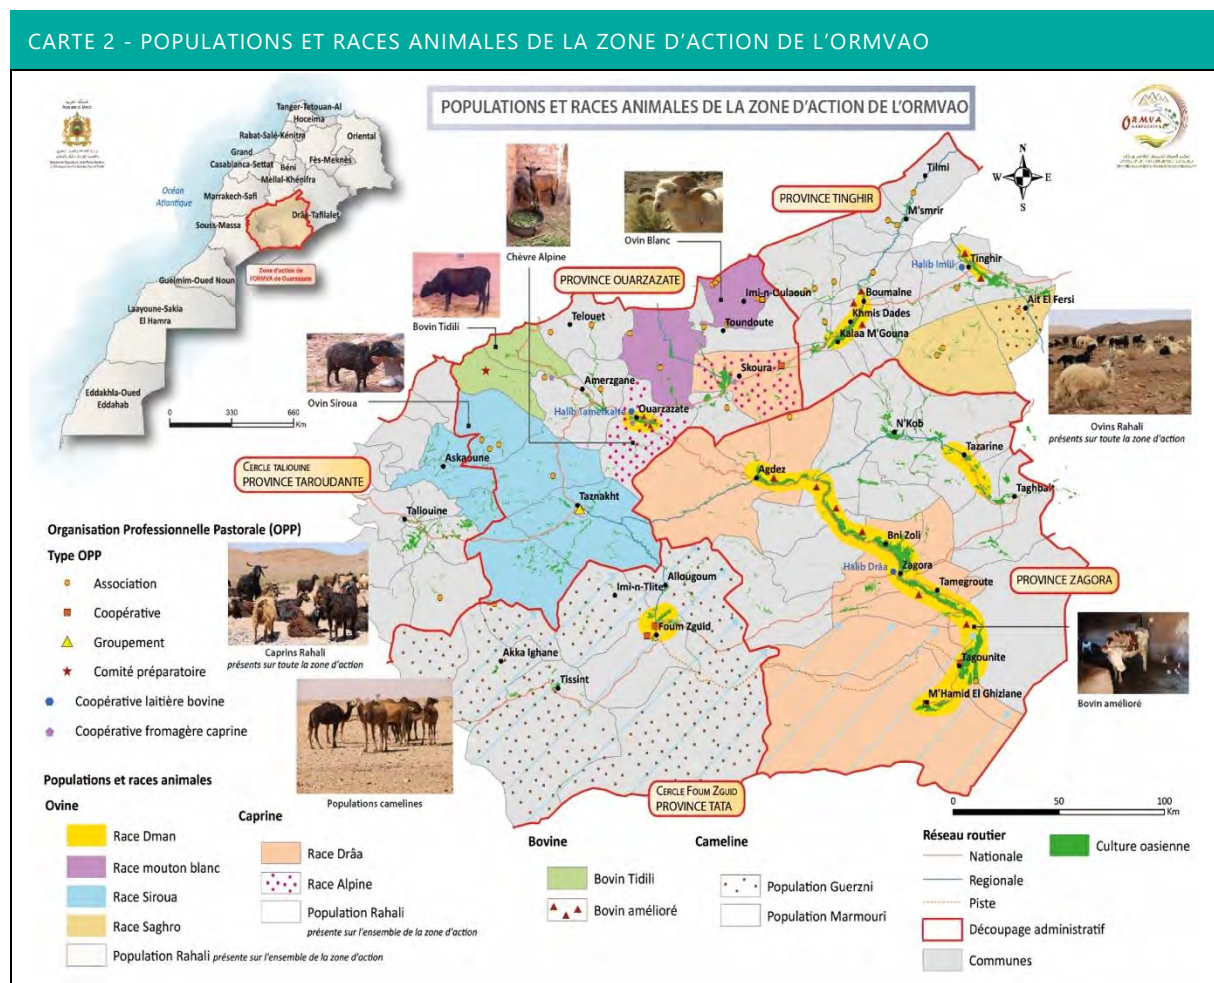 CARTE 2 - POPULATIONS ET RACES ANIMALES DE LA ZONE D'ACTION DE L'ORMVAO
POPULATIONS ET RACES ANIMALES DE LA ZONE D'ACTION DE L'ORMVAO
ORMVA
Tanger-Tetouan-Al
Hoceima
Oriental
Rabat-Salé-Kénitra
Grand
Casablanca-Settat
Fès-Meknès
Béni
Mellal-Khénifra
Marrakech-Safi
Océan
Atlantique
Drâa-Tafilalet
Souss-Massa
Zone d'action de
l'ORMVA de Ouarzazate
Guelmim-Oued Noun
Laayoune-Sakia
El Hamra
Eddakhla-Oued
Eddahab
0 330 660
Km
N
W E
S
Chèvre Alpine
Ovin Blanc
Bovin Tidili
Ovin Siroua
PROVINCE TINGHIR
PROVINCE OUARZAZATE
Tilmi
M'smrir
Halib Imlil
Tinghir
Imi-n-Oulaoun
Boumalne
Ait El Fersi
Telouet
Toundoute
Khmis Dades
Kalaa M'Gouna
Skoura
Amerzgane
Halib Tametkalte
Ouarzazate
Ovins Rahali
présents sur toute la zone d'action
N'Kob
Tazarine
Askaoune
Agdez
Taghbalt
CERCLE TALIOUINE
PROVINCE TAROUDANTE
Taznakht
Taliouine
Bni Zoli
Halib Drâa
Zagora
Allougoum
Imi-n-Tlite
Tamegroute
PROVINCE ZAGORA
Foum Zguid
Akka Ighane
Tissint
Tagounite
M'Hamid El Ghizlane
Bovin amélioré
CERCLE FOUM ZGUID
PROVINCE TATA
Organisation Professionnelle Pastorale (OPP)
Type OPP
Association
Coopérative
Groupement
Comité préparatoire
Coopérative laitière bovine
Coopérative fromagère caprine
Caprins Rahali
présents sur toute la zone d'action
Populations camelines
Populations et races animales
Ovine
Race Dman
Race mouton blanc
Race Siroua
Race Saghro
Population Rahali présente sur l'ensemble de la zone d'action
Caprine
Race Drâa
Race Alpine
Population Rahali
présente sur l'ensemble de la zone d'action
Bovine
Bovin Tidili
Bovin amélioré
Cameline
Population Guerzni
Population Marmouri
0 50 100
Km
Réseau routier
Nationale
Regionale
Piste
Découpage administratif
Communes
Culture oasienne